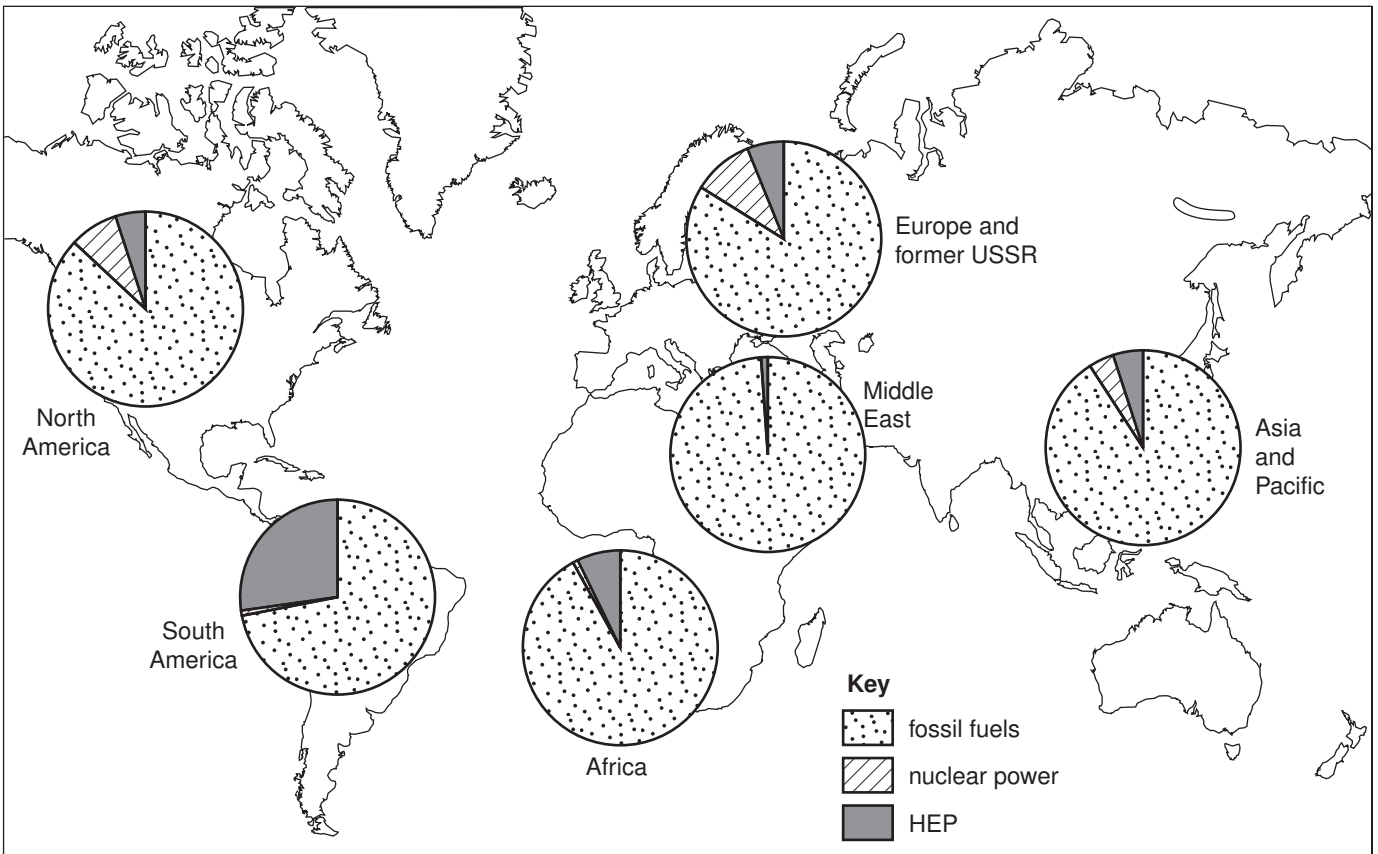 Europe and
former USSR
Middle
East
North
America
Asia
and
Pacific
South
America
Africa
Key
fossil fuels
nuclear power
HEP